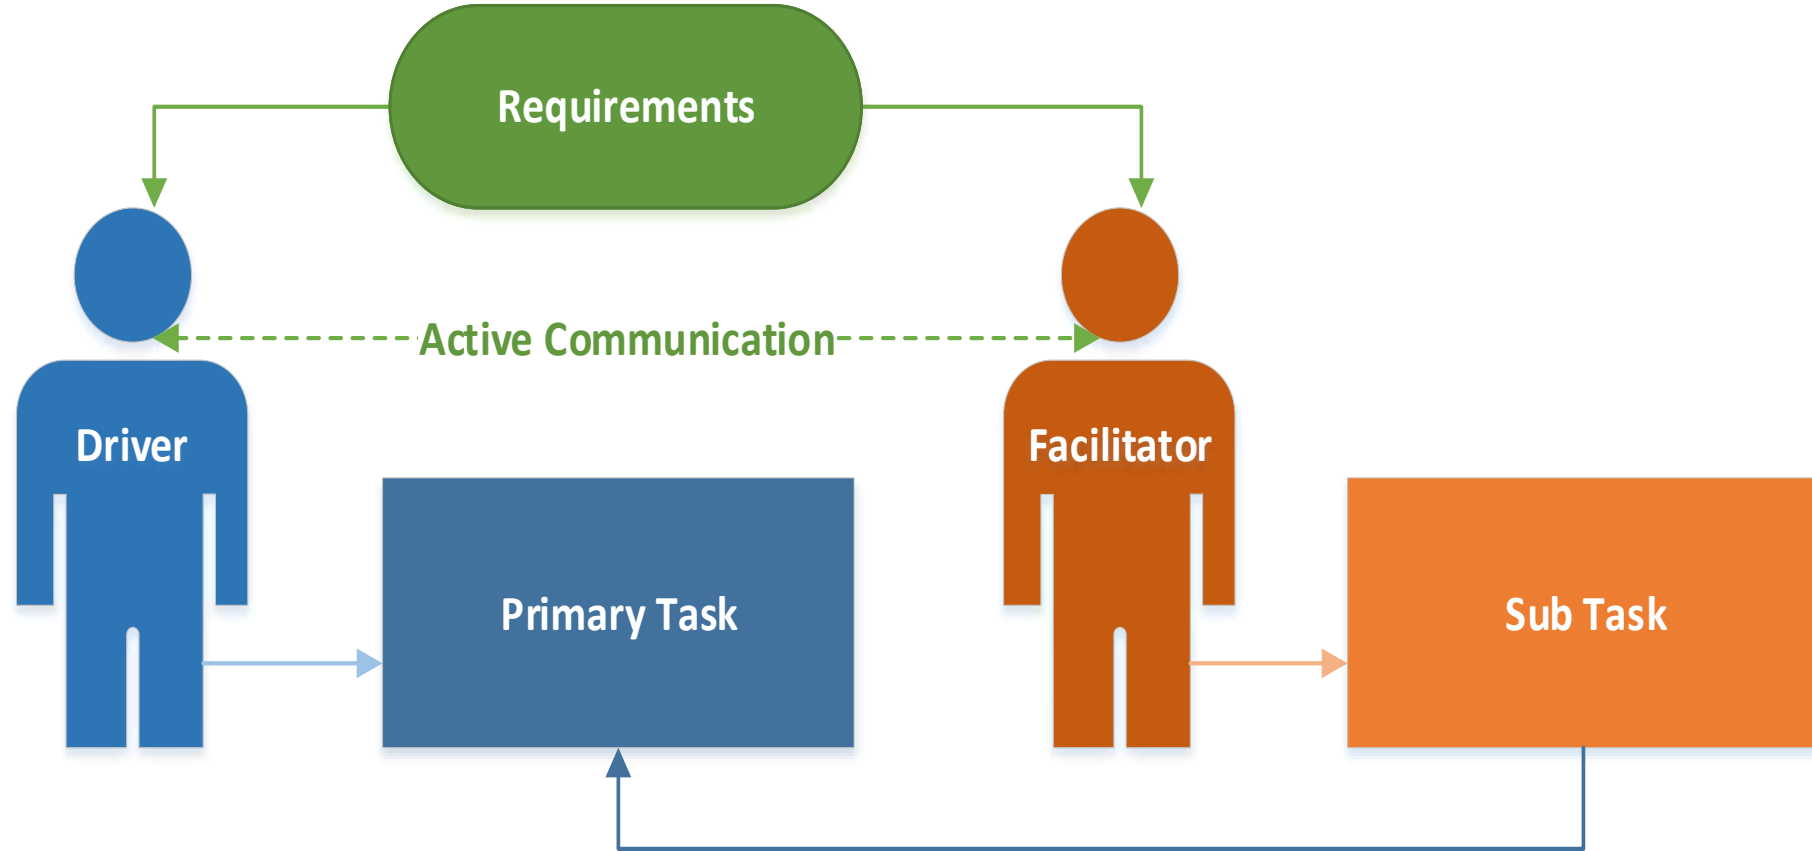 Requirements
Active Communication
Driver
Facilitator
Primary Task
Sub Task